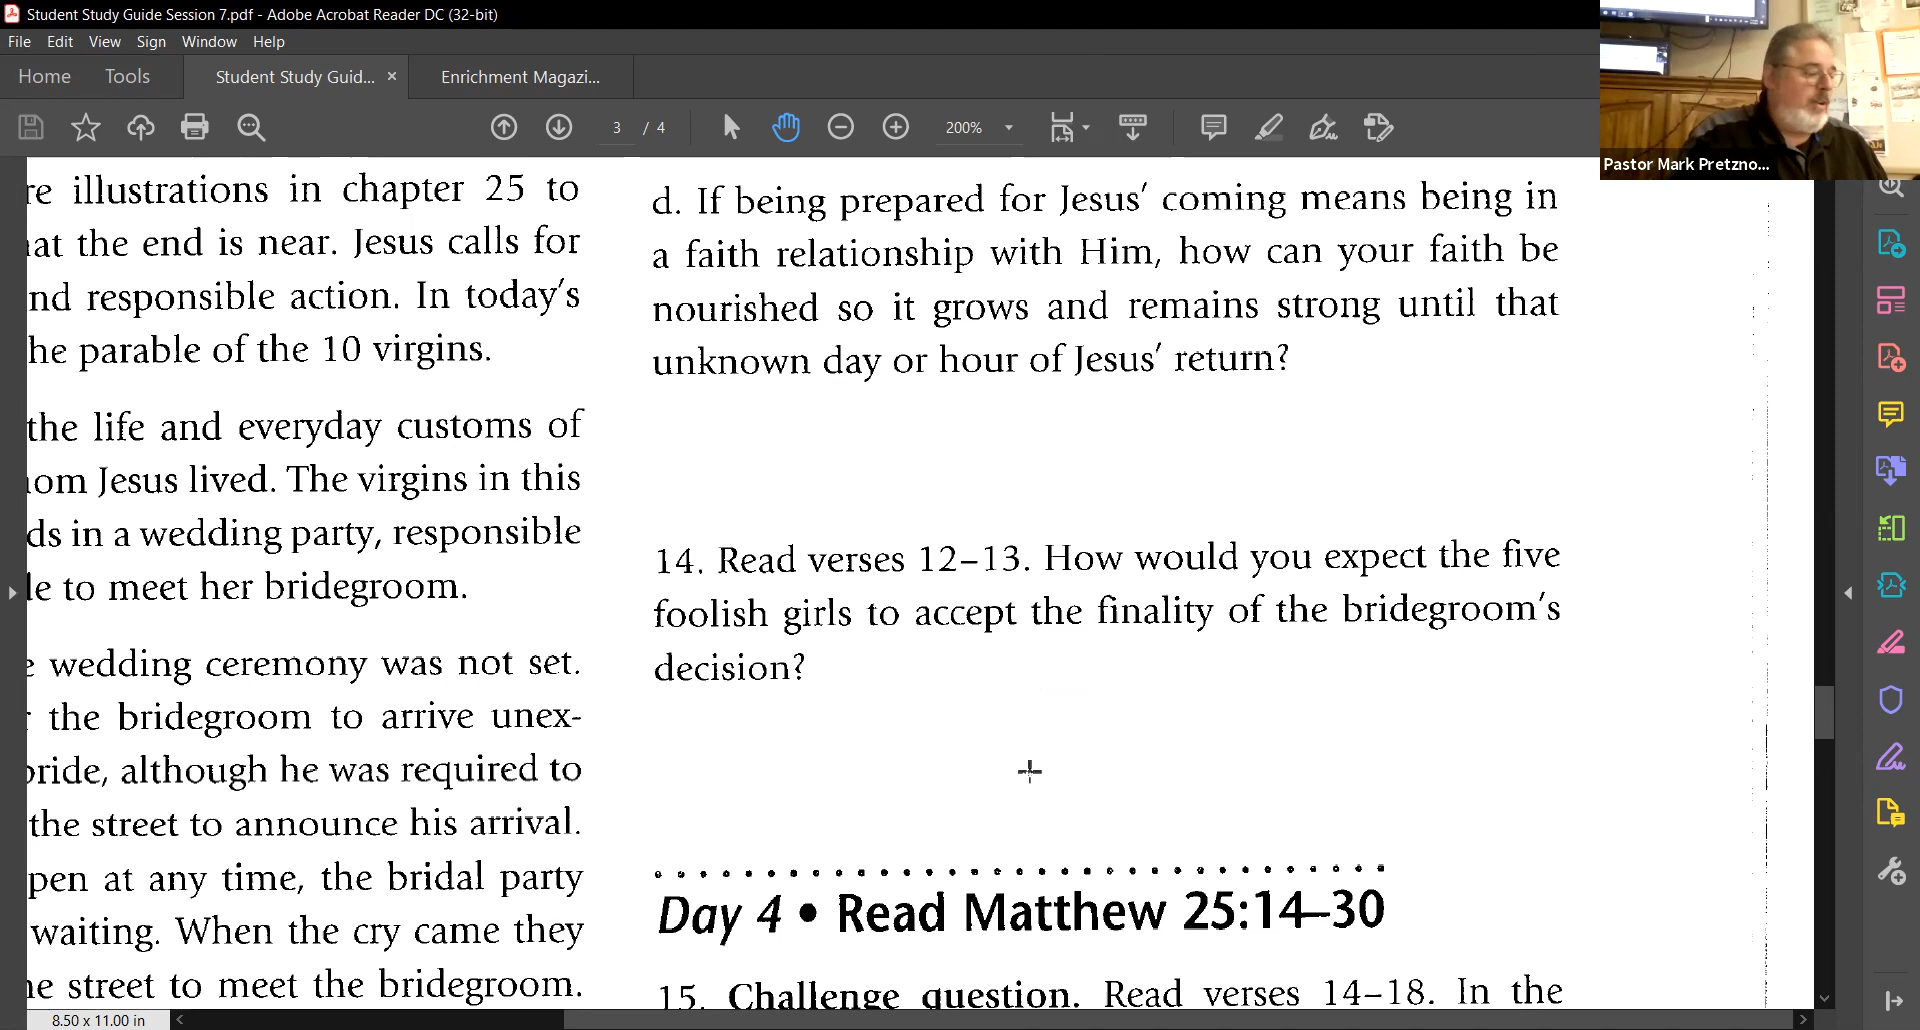 Student Study Guide Session 7.pdf - Adobe Acrobat Reader DC (32-bit)
File Edit View Sign Window Help
Home Tools Student Study Guid... × Enrichment Magazi...
3 / 4 200%
Pastor Mark Pretzno...
re illustrations in chapter 25 to
at the end is near. Jesus calls for
nd responsible action. In today's
he parable of the 10 virgins.
the life and everyday customs of
om Jesus lived. The virgins in this
ds in a wedding party, responsible
le to meet her bridegroom.
e wedding ceremony was not set.
r the bridegroom to arrive unex-
bride, although he was required to
the street to announce his arrival.
pen at any time, the bridal party
waiting. When the cry came they
ne street to meet the bridegroom.
d. If being prepared for Jesus' coming means being in
a faith relationship with Him, how can your faith be
nourished so it grows and remains strong until that
unknown day or hour of Jesus' return?
14. Read verses 12–13. How would you expect the five
foolish girls to accept the finality of the bridegroom's
decision?
Day 4 • Read Matthew 25:14–30
15. Challenge question. Read verses 14–18. In the
8.50 x 11.00 in